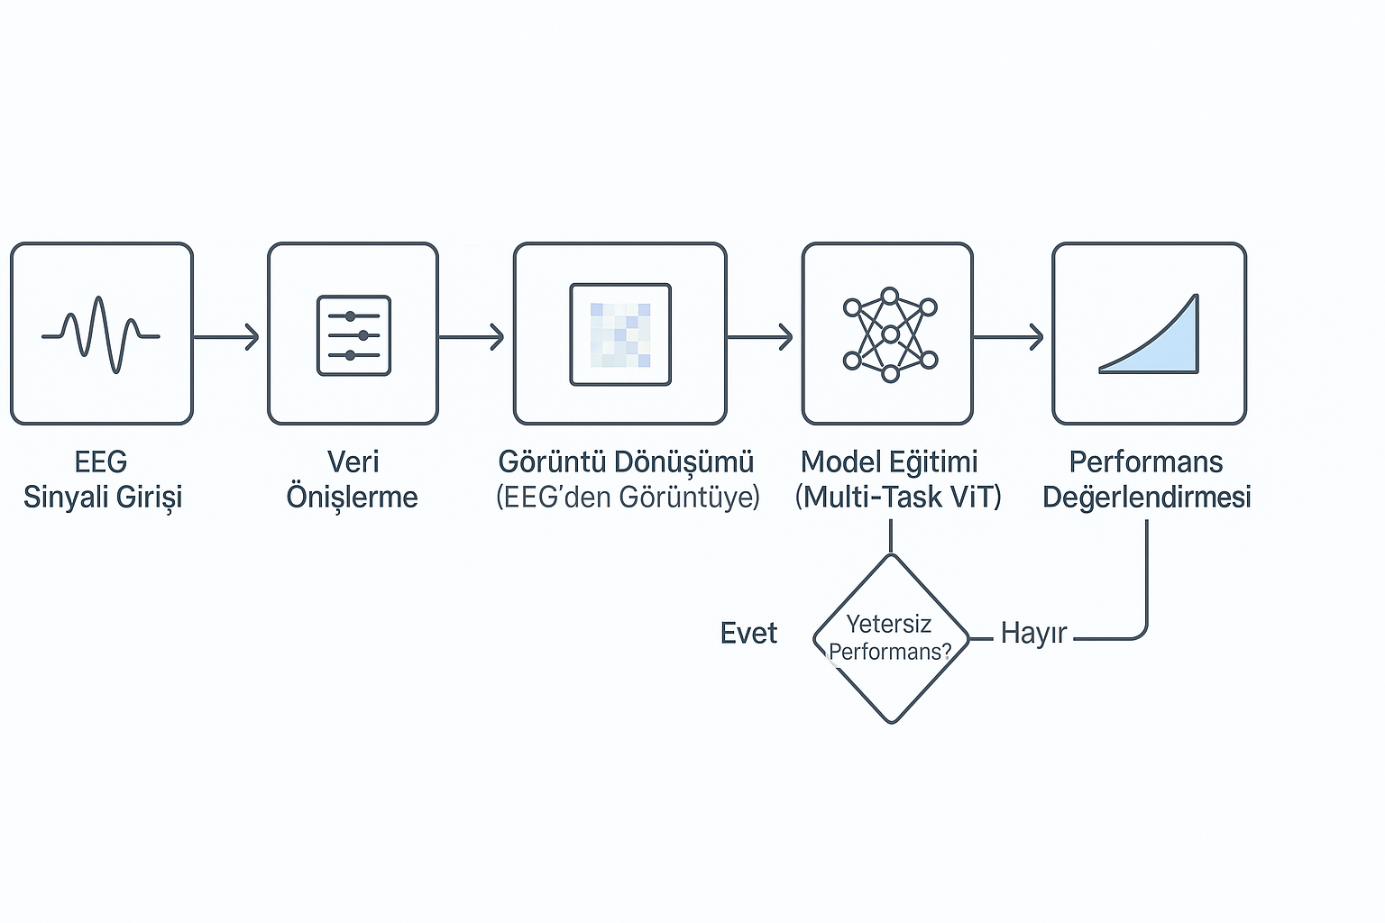 EEG
Sinyali Girişi
Veri
Önişlerme
Görüntü Dönüşümü
(EEG'den Görüntüye)
Model Eğitimi
(Multi-Task ViT)
Performans
Değerlendirmesi
Evet
Yetersiz
Performans?
Hayır